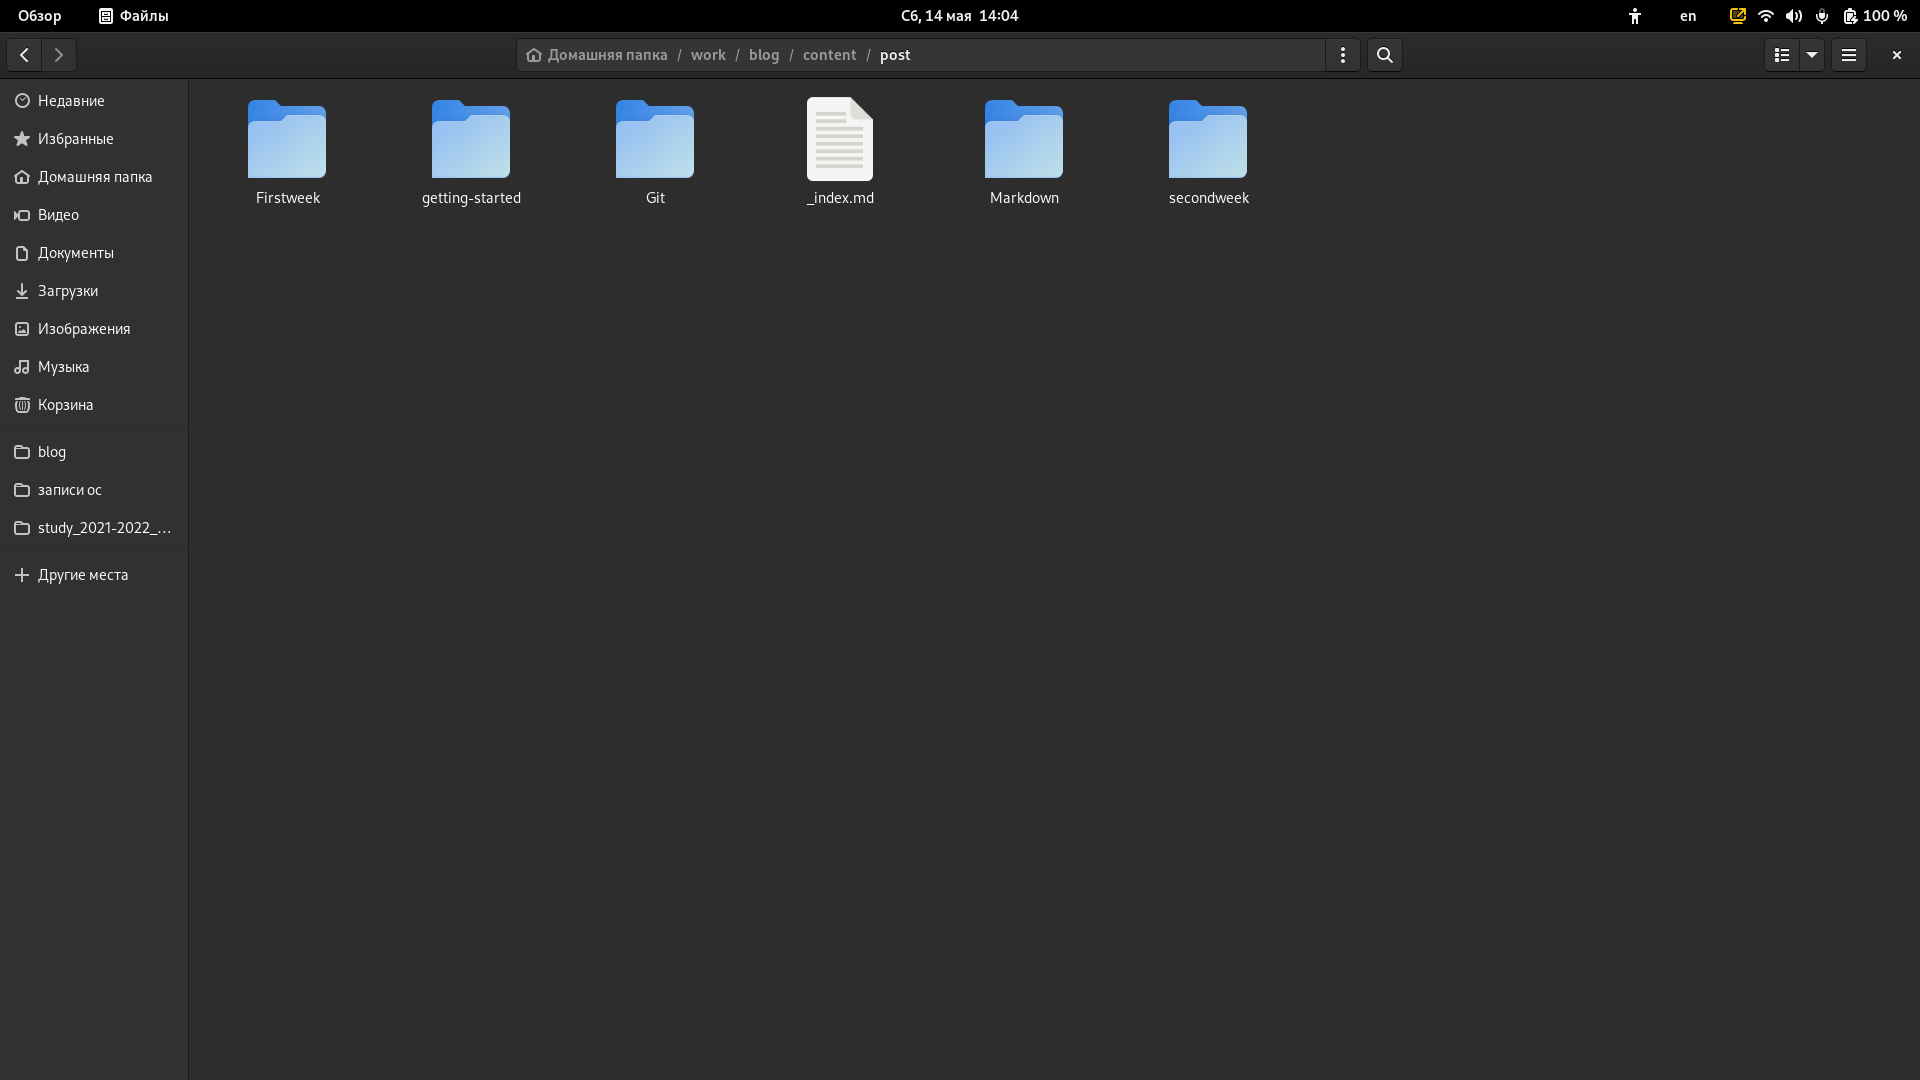 Обзор Файлы Сб, 14 мая 14:04 en 100 %
Домашняя папка / work / blog / content / post
Недавние
Избранные
Домашняя папка
Видео
Документы
Загрузки
Изображения
Музыка
Корзина
blog
записи ос
study_2021-2022_...
Другие места
Firstweek
getting-started
Git
_index.md
Markdown
secondweek